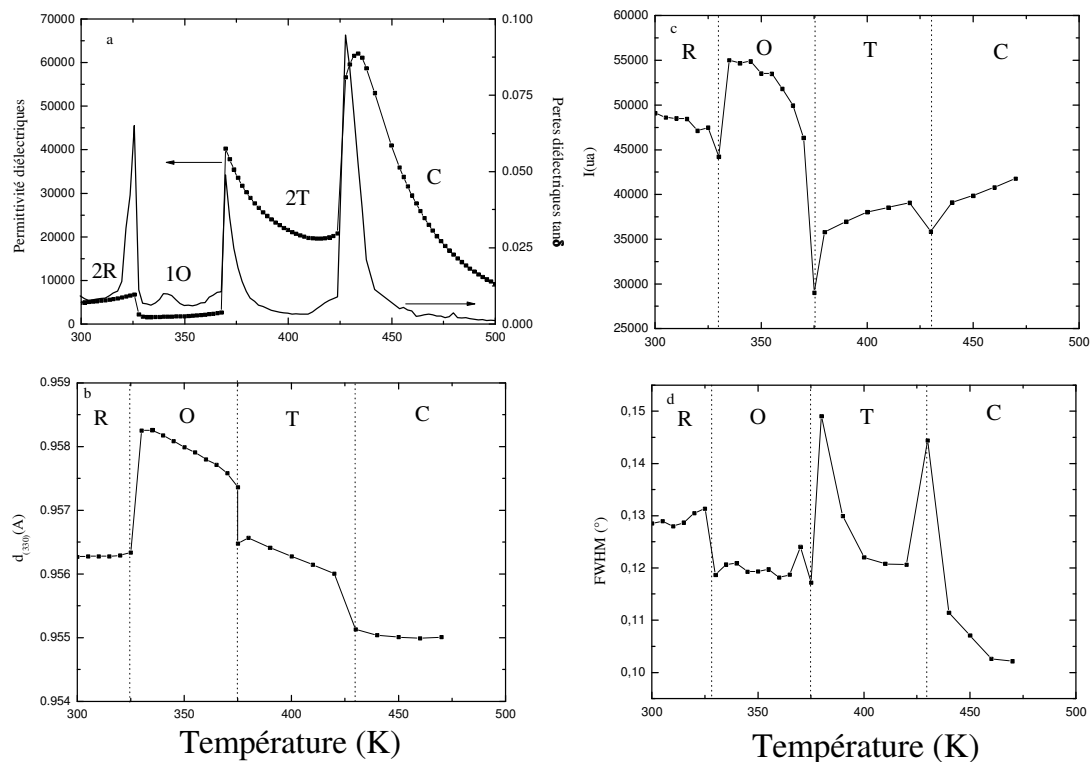 a
70000
60000
50000
40000
30000
20000
10000
0
Permittivité diélectriques
2R
1O
2T
C
0.100
0.075
0.050
0.025
0.000
Pertes diélectriques tanδ
300
350
400
450
500
c
60000
55000
50000
45000
40000
35000
30000
25000
I(ua)
R
O
T
C
300
350
400
450
500
b
0.959
0.958
0.957
0.956
0.955
0.954
d(330)(A)
R
O
T
C
300
350
400
450
500
Température (K)
d
0,15
0,14
0,13
0,12
0,11
0,10
FWHM (°)
R
O
T
C
300
350
400
450
500
Température (K)